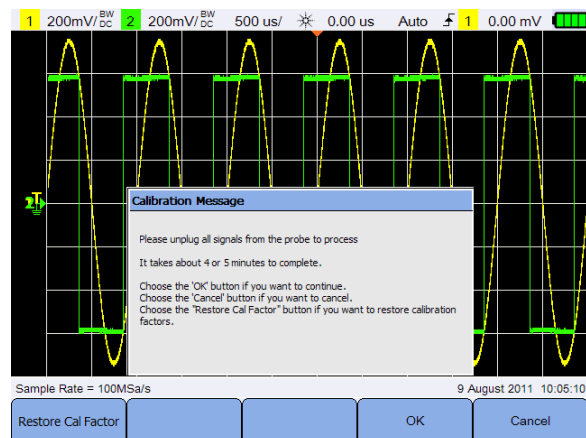 1 200mV/ BW DC 2 200mV/ BW DC 500 us/ 0.00 us Auto 1 0.00 mV
2 T
Calibration Message
Please unplug all signals from the probe to process
It takes about 4 or 5 minutes to complete.
Choose the 'OK' button if you want to continue.
Choose the 'Cancel' button if you want to cancel.
Choose the "Restore Cal Factor" button if you want to restore calibration
factors.
Sample Rate = 100MSa/s 9 August 2011 10:05:10
Restore Cal Factor OK Cancel